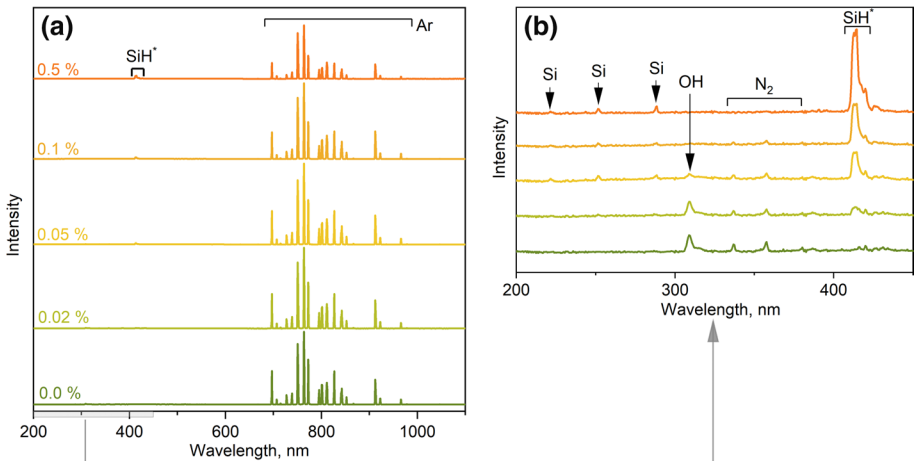 (a)
Ar
SiH*
0.5 %
0.1 %
0.05 %
0.02 %
0.0 %
Intensity
200 400 600 800 1000
Wavelength, nm
(b)
SiH*
Si Si Si
OH
N₂
Intensity
200 300 400
Wavelength, nm